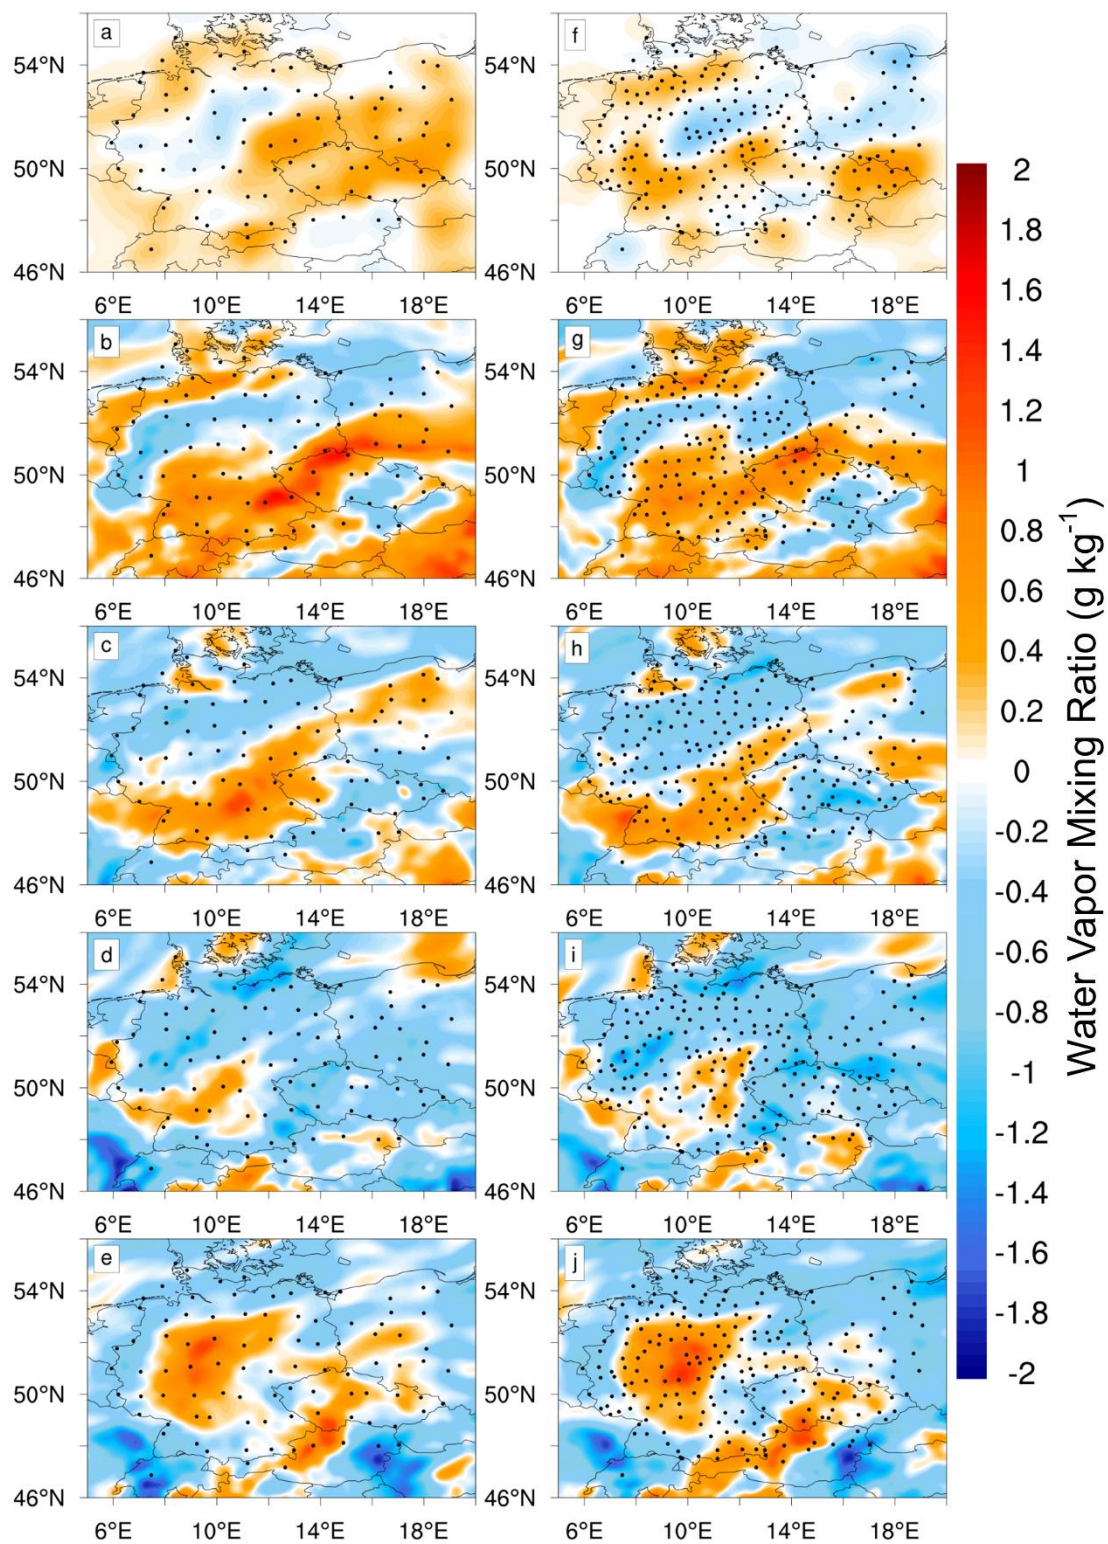 a
f
54°N
54°N
50°N
50°N
46°N
46°N
6°E 10°E 14°E 18°E
6°E 10°E 14°E 18°E
b
g
54°N
54°N
50°N
50°N
46°N
46°N
6°E 10°E 14°E 18°E
6°E 10°E 14°E 18°E
c
h
54°N
54°N
50°N
50°N
46°N
46°N
6°E 10°E 14°E 18°E
6°E 10°E 14°E 18°E
d
i
54°N
54°N
50°N
50°N
46°N
46°N
6°E 10°E 14°E 18°E
6°E 10°E 14°E 18°E
e
j
54°N
54°N
50°N
50°N
46°N
46°N
6°E 10°E 14°E 18°E
6°E 10°E 14°E 18°E
2
1.8
1.6
1.4
1.2
1
0.8
0.6
0.4
0.2
0
-0.2
-0.4
-0.6
-0.8
-1
-1.2
-1.4
-1.6
-1.8
-2
Water Vapor Mixing Ratio (g kg⁻¹)